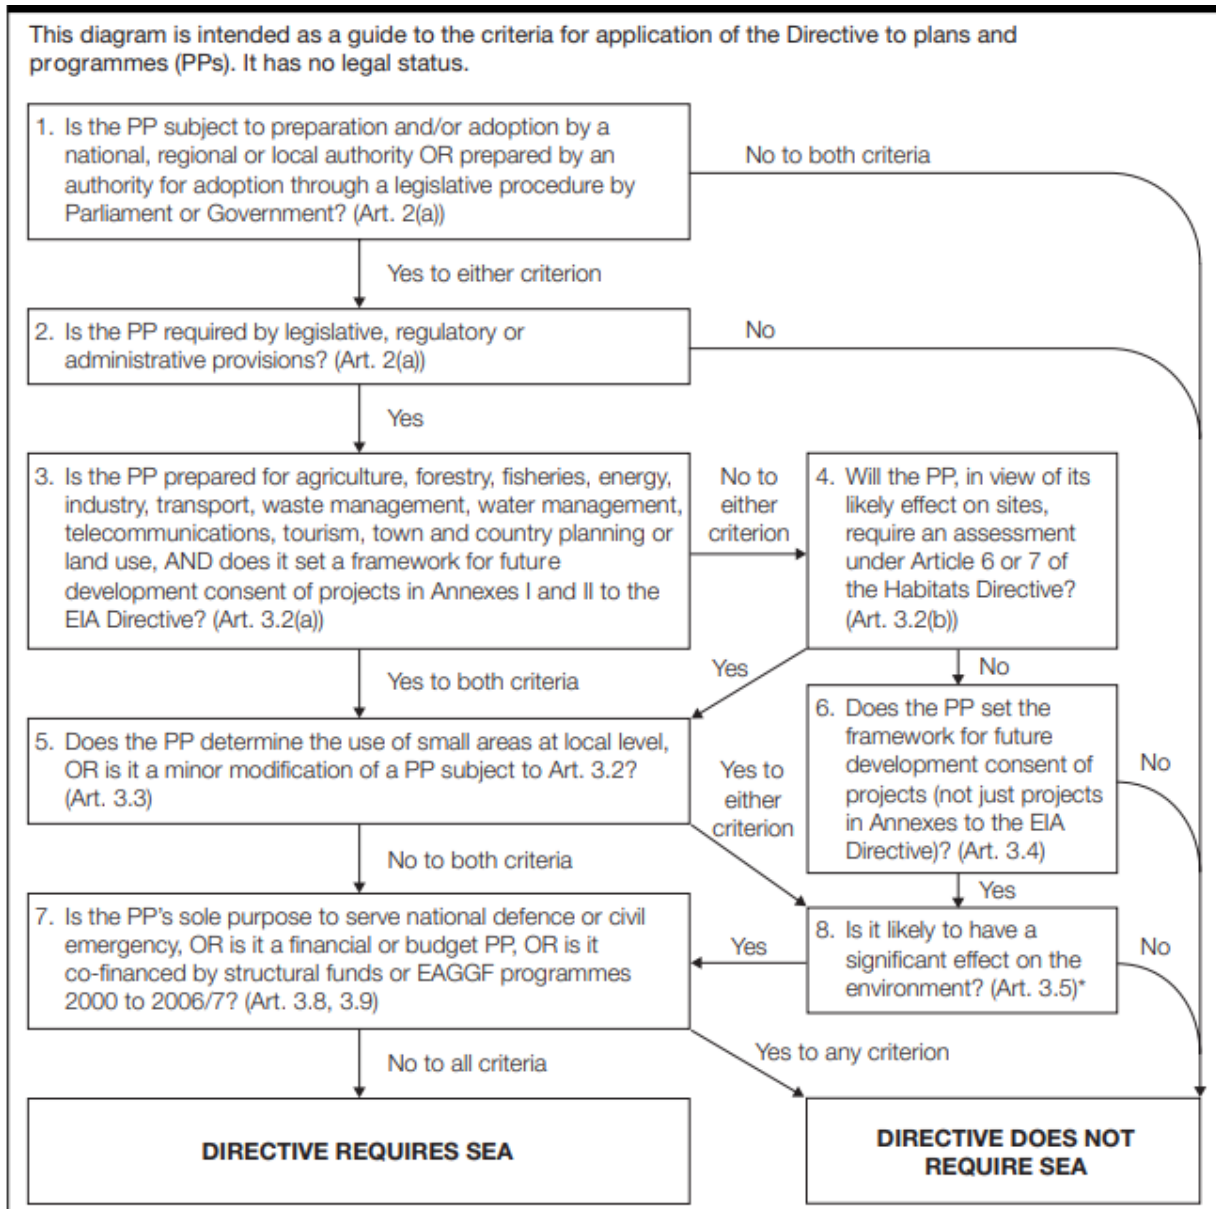 This diagram is intended as a guide to the criteria for application of the Directive to plans and
programmes (PPs). It has no legal status.
1. Is the PP subject to preparation and/or adoption by a
national, regional or local authority OR prepared by an
authority for adoption through a legislative procedure by
Parliament or Government? (Art. 2(a))
No to both criteria
Yes to either criterion
2. Is the PP required by legislative, regulatory or
administrative provisions? (Art. 2(a))
No
Yes
3. Is the PP prepared for agriculture, forestry, fisheries, energy,
industry, transport, waste management, water management,
telecommunications, tourism, town and country planning or
land use, AND does it set a framework for future
development consent of projects in Annexes I and II to the
EIA Directive? (Art. 3.2(a))
No to
either
criterion
4. Will the PP, in view of its
likely effect on sites,
require an assessment
under Article 6 or 7 of
the Habitats Directive?
(Art. 3.2(b))
Yes to both criteria
Yes
No
5. Does the PP determine the use of small areas at local level,
OR is it a minor modification of a PP subject to Art. 3.2?
(Art. 3.3)
Yes to
either
criterion
6. Does the PP set the
framework for future
development consent of
projects (not just projects
in Annexes to the EIA
Directive)? (Art. 3.4)
No
No to both criteria
Yes
7. Is the PP's sole purpose to serve national defence or civil
emergency, OR is it a financial or budget PP, OR is it
co-financed by structural funds or EAGGF programmes
2000 to 2006/7? (Art. 3.8, 3.9)
Yes
8. Is it likely to have a
significant effect on the
environment? (Art. 3.5)*
No
No to all criteria
Yes to any criterion
DIRECTIVE REQUIRES SEA
DIRECTIVE DOES NOT
REQUIRE SEA